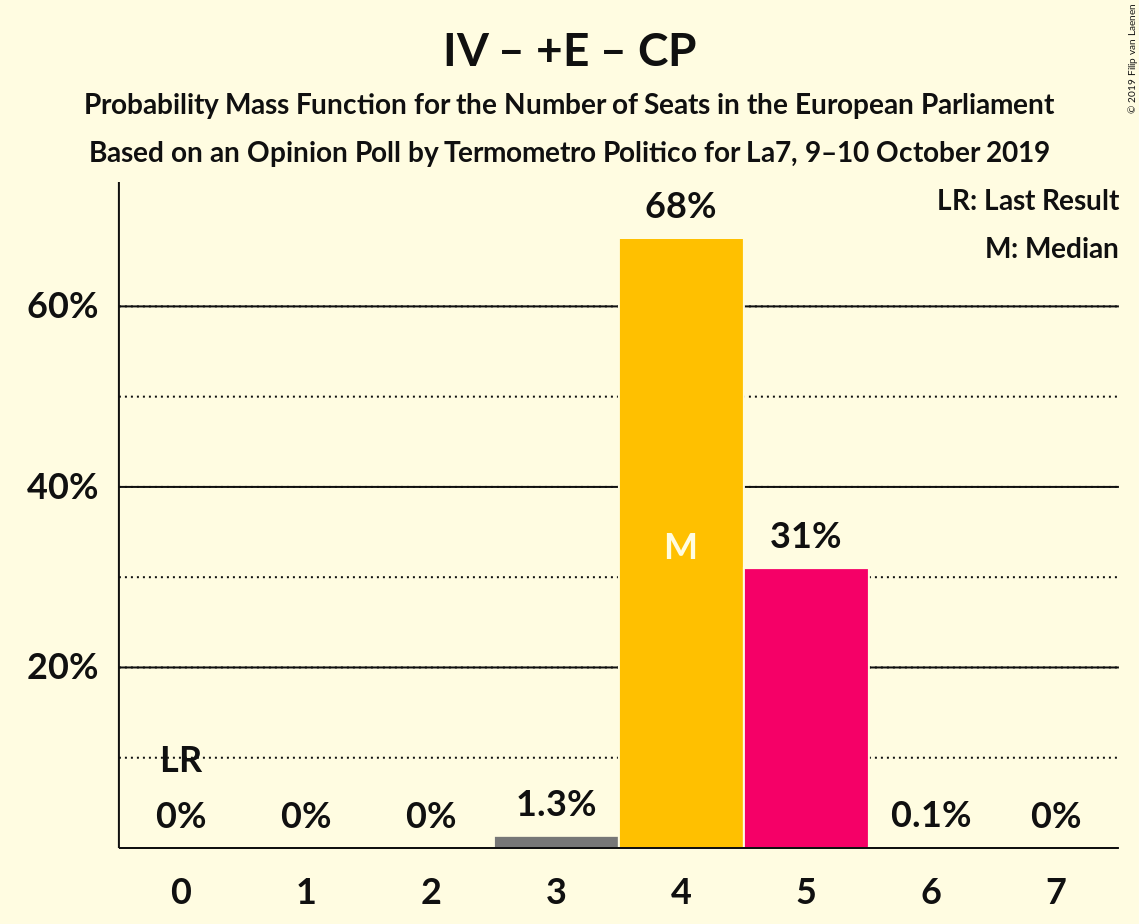 IV – +E – CP
Probability Mass Function for the Number of Seats in the European Parliament
Based on an Opinion Poll by Termometro Politico for La7, 9–10 October 2019
© 2019 Filip van Laenen
LR: Last Result
M: Median
68%
60%
40%
M
31%
20%
LR
0%
0%
0%
1.3%
0.1%
0%
0
1
2
3
4
5
6
7